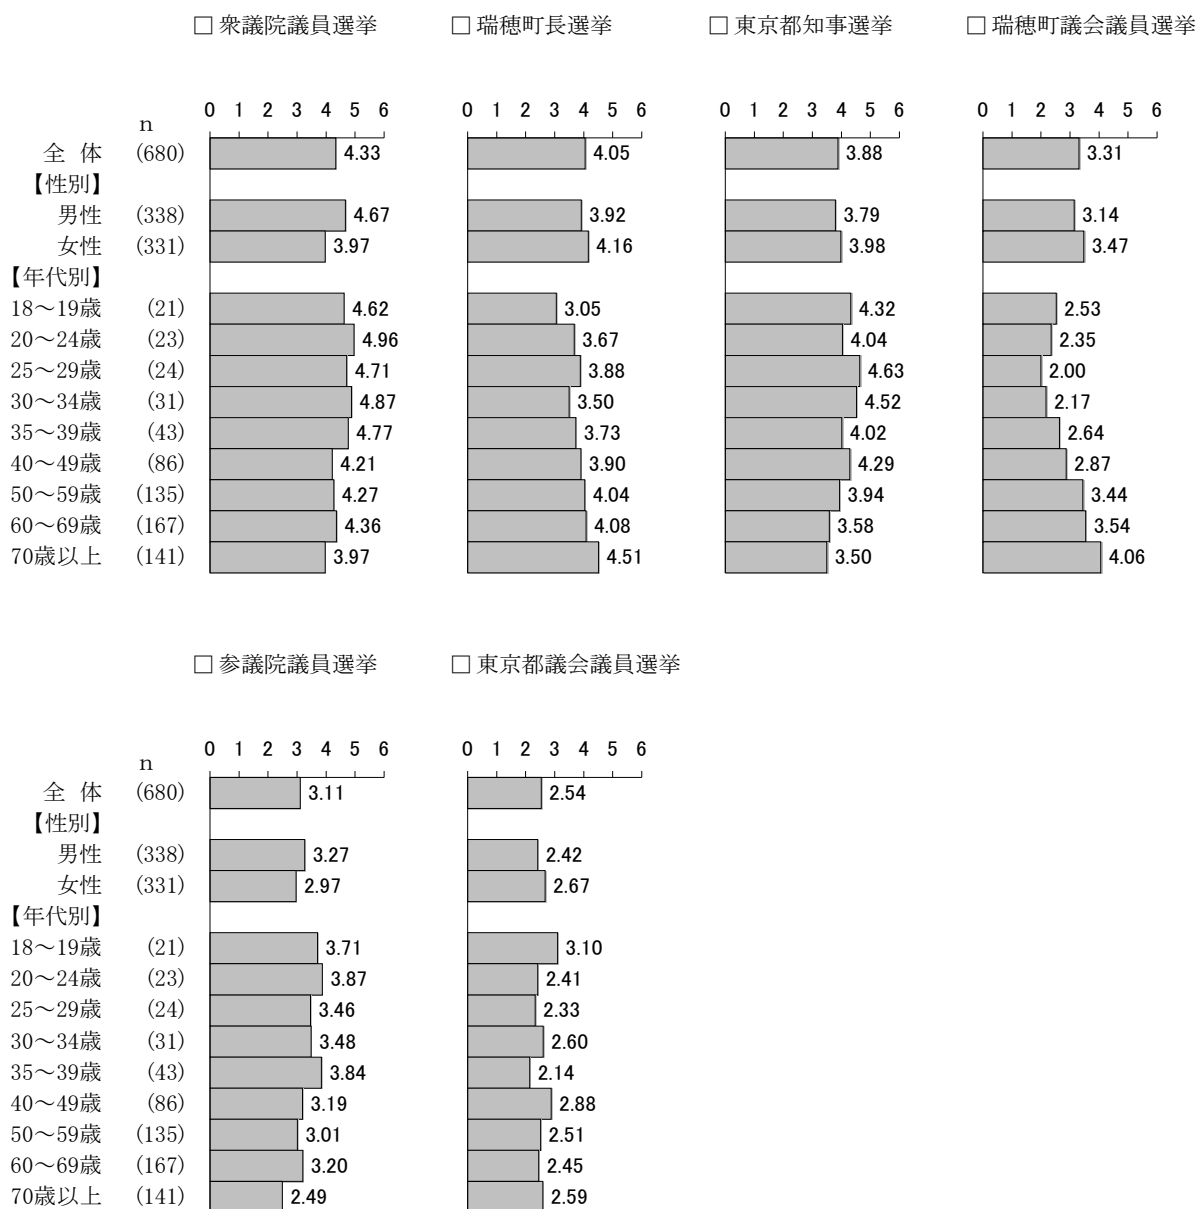 □ 衆議院議員選挙 □ 瑞穂町長選挙 □ 東京都知事選挙 □ 瑞穂町議会議員選挙
0 1 2 3 4 5 6 0 1 2 3 4 5 6 0 1 2 3 4 5 6 0 1 2 3 4 5 6
n
全 体 (680) 4.33 4.05 3.88 3.31
【性別】
男性 (338) 4.67 3.92 3.79 3.14
女性 (331) 3.97 4.16 3.98 3.47
【年代別】
18～19歳 (21) 4.62 3.05 4.32 2.53
20～24歳 (23) 4.96 3.67 4.04 2.35
25～29歳 (24) 4.71 3.88 4.63 2.00
30～34歳 (31) 4.87 3.50 4.52 2.17
35～39歳 (43) 4.77 3.73 4.02 2.64
40～49歳 (86) 4.21 3.90 4.29 2.87
50～59歳 (135) 4.27 4.04 3.94 3.44
60～69歳 (167) 4.36 4.08 3.58 3.54
70歳以上 (141) 3.97 4.51 3.50 4.06
□ 参議院議員選挙 □ 東京都議会議員選挙
0 1 2 3 4 5 6 0 1 2 3 4 5 6
n
全 体 (680) 3.11 2.54
【性別】
男性 (338) 3.27 2.42
女性 (331) 2.97 2.67
【年代別】
18～19歳 (21) 3.71 3.10
20～24歳 (23) 3.87 2.41
25～29歳 (24) 3.46 2.33
30～34歳 (31) 3.48 2.60
35～39歳 (43) 3.84 2.14
40～49歳 (86) 3.19 2.88
50～59歳 (135) 3.01 2.51
60～69歳 (167) 3.20 2.45
70歳以上 (141) 2.49 2.59